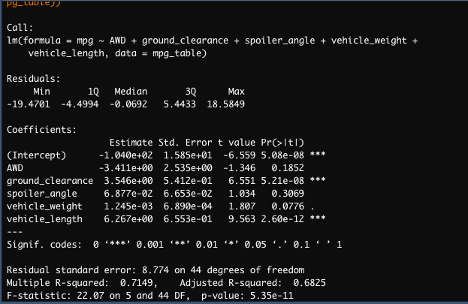 pg_table))
Call:
lm(formula = mpg ~ AWD + ground_clearance + spoiler_angle + vehicle_weight +
    vehicle_length, data = mpg_table)
Residuals:
     Min       1Q   Median       3Q      Max
-19.4701  -4.4994  -0.0692   5.4433  18.5849
Coefficients:
                   Estimate Std. Error t value Pr(>|t|)
(Intercept)      -1.040e+02  1.585e+01  -6.559 5.08e-08 ***
AWD              -3.411e+00  2.535e+00  -1.346   0.1852
ground_clearance  3.546e+00  5.412e-01   6.551 5.21e-08 ***
spoiler_angle     6.877e-02  6.653e-02   1.034   0.3069
vehicle_weight    1.245e-03  6.890e-04   1.807   0.0776 .
vehicle_length    6.267e+00  6.553e-01   9.563 2.60e-12 ***
---
Signif. codes:  0 ‘***’ 0.001 ‘**’ 0.01 ‘*’ 0.05 ‘.’ 0.1 ‘ ’ 1
Residual standard error: 8.774 on 44 degrees of freedom
Multiple R-squared:  0.7149,    Adjusted R-squared:  0.6825
F-statistic: 22.07 on 5 and 44 DF,  p-value: 5.35e-11